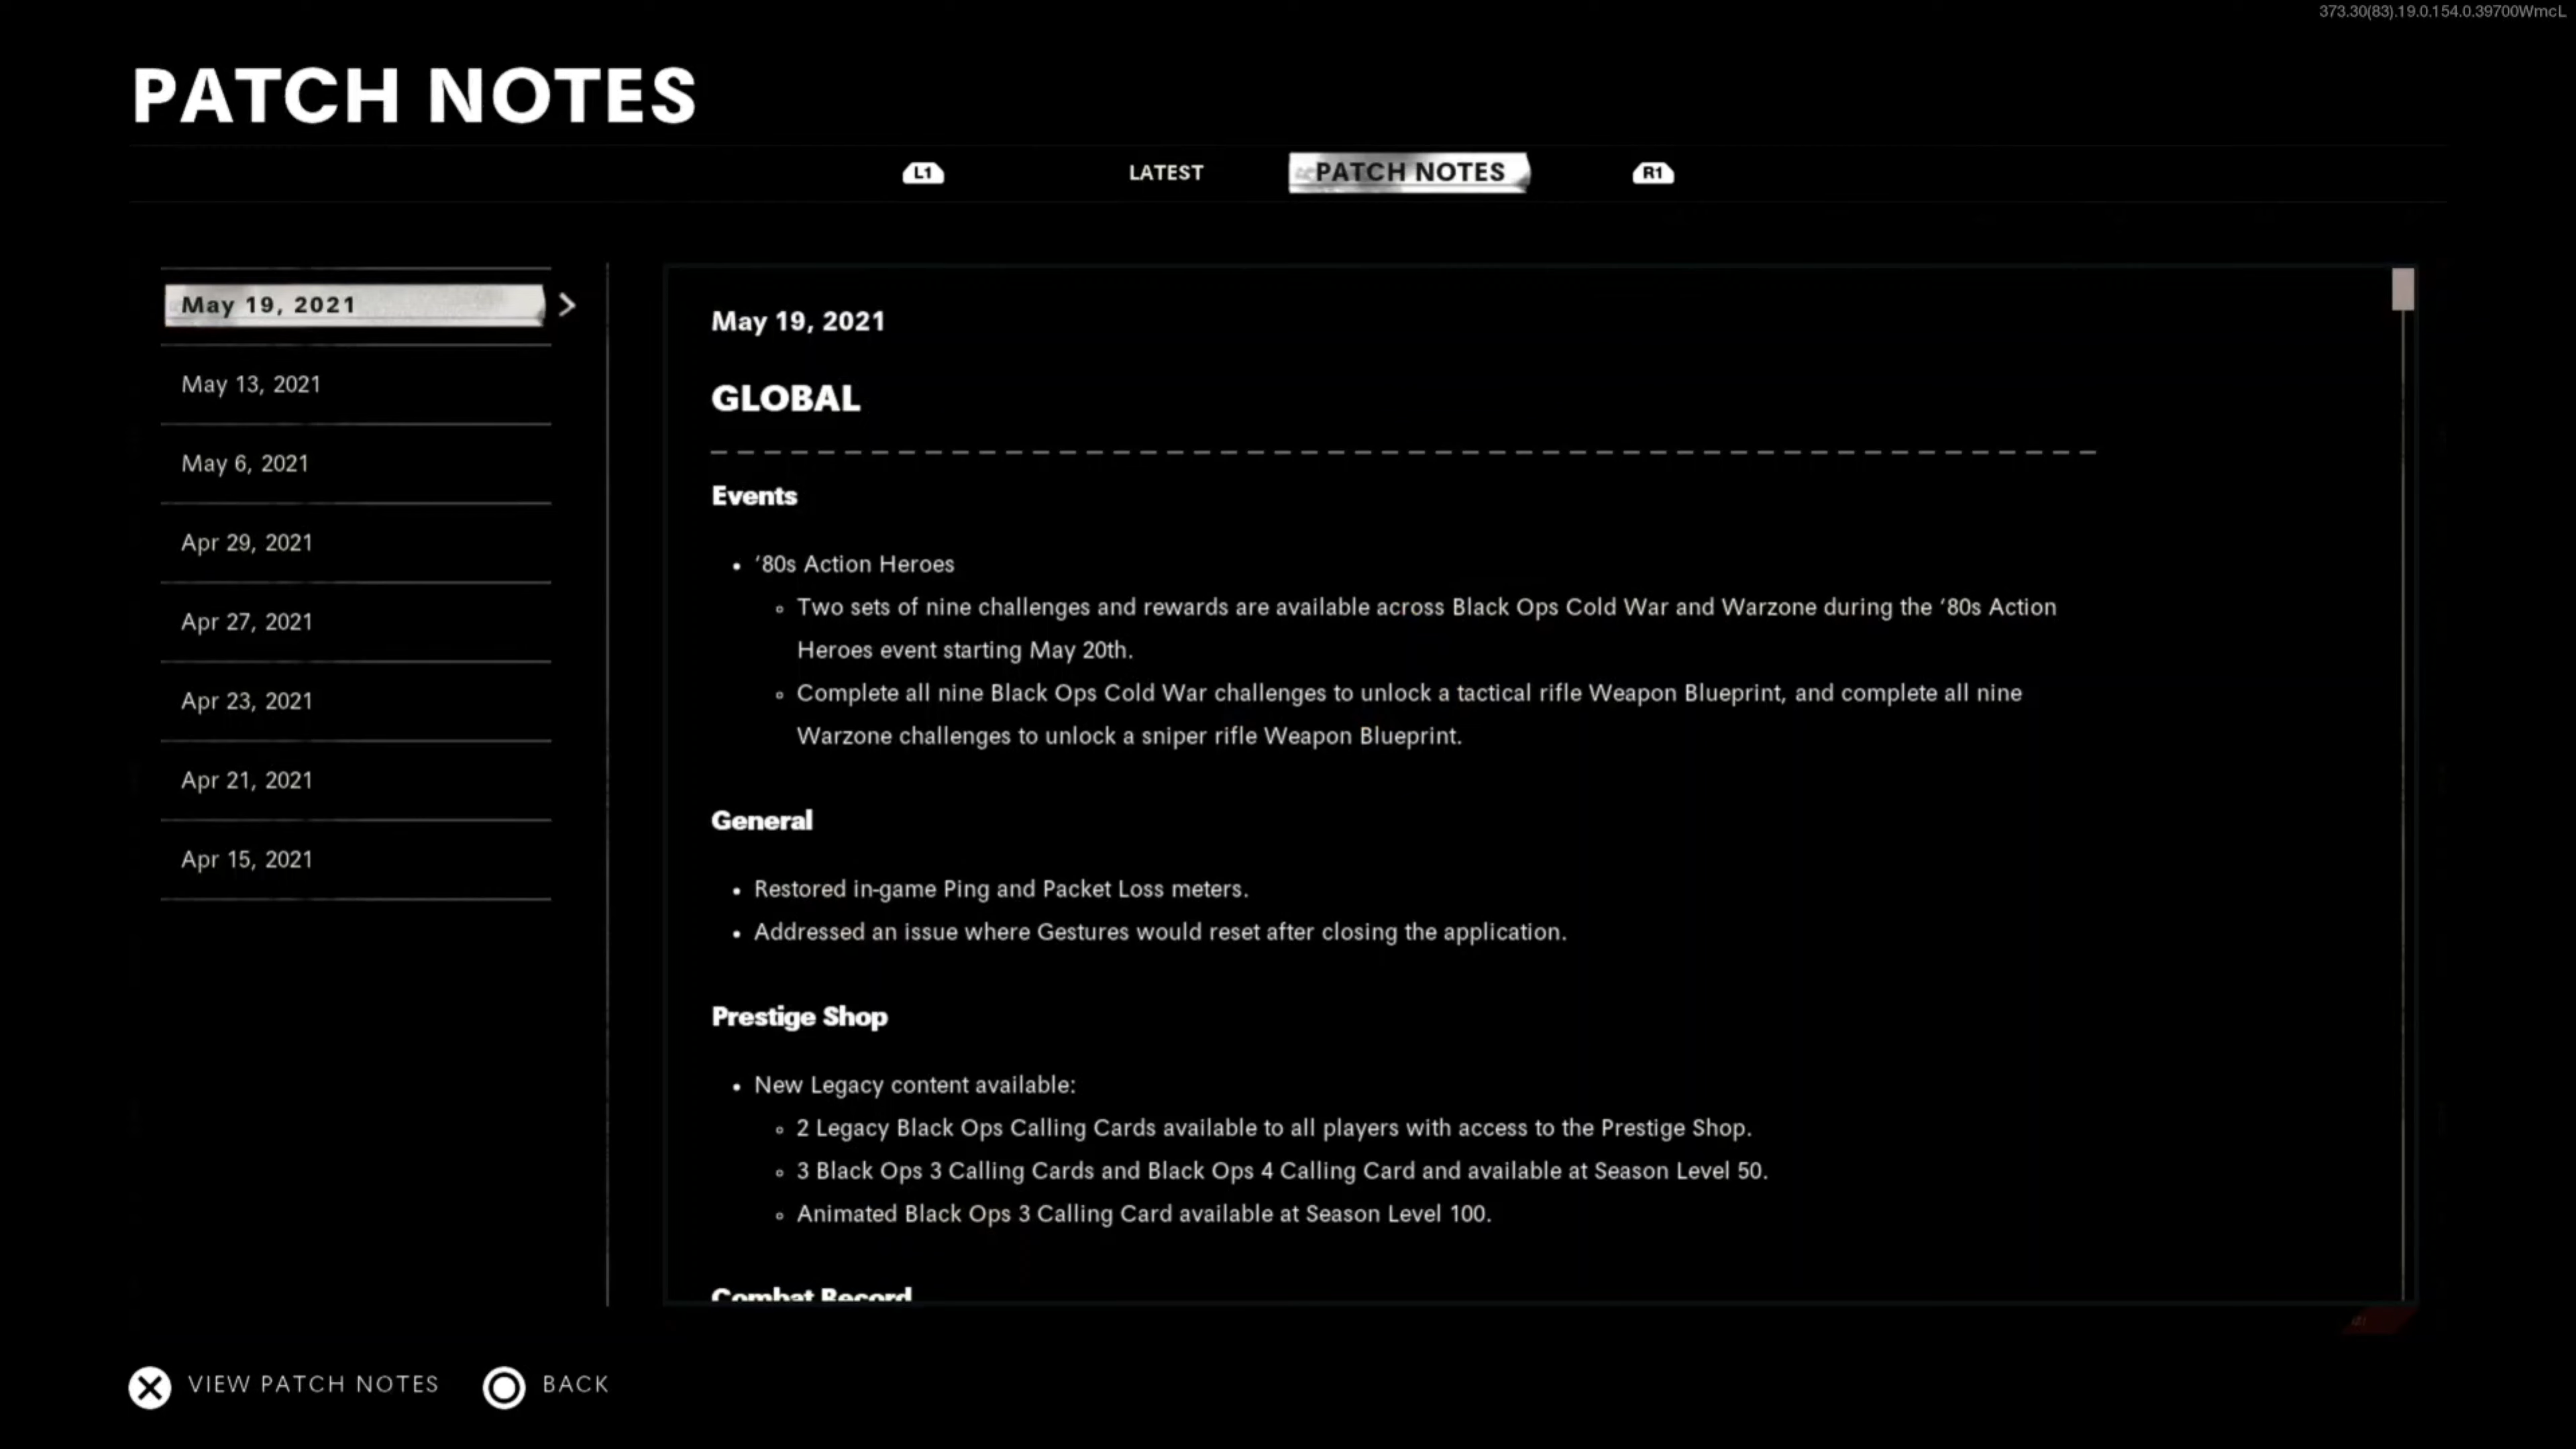 373.30(83).19.0.154.0.39700WmcL
PATCH NOTES
L1
LATEST
PATCH NOTES
R1
May 19, 2021
May 13, 2021
May 6, 2021
Apr 29, 2021
Apr 27, 2021
Apr 23, 2021
Apr 21, 2021
Apr 15, 2021
May 19, 2021
GLOBAL
Events
• ‘80s Action Heroes
◦ Two sets of nine challenges and rewards are available across Black Ops Cold War and Warzone during the ‘80s Action
Heroes event starting May 20th.
◦ Complete all nine Black Ops Cold War challenges to unlock a tactical rifle Weapon Blueprint, and complete all nine
Warzone challenges to unlock a sniper rifle Weapon Blueprint.
General
• Restored in-game Ping and Packet Loss meters.
• Addressed an issue where Gestures would reset after closing the application.
Prestige Shop
• New Legacy content available:
◦ 2 Legacy Black Ops Calling Cards available to all players with access to the Prestige Shop.
◦ 3 Black Ops 3 Calling Cards and Black Ops 4 Calling Card and available at Season Level 50.
◦ Animated Black Ops 3 Calling Card available at Season Level 100.
Combat Record
VIEW PATCH NOTES
BACK